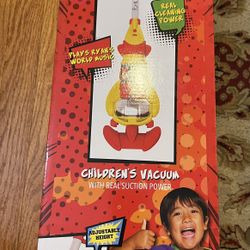 REAL
CLEANING
POWER
PLAYS RYAN'S
WORLD MUSIC
CHILDREN'S VACUUM
WITH REAL SUCTION POWER
ADJUSTABLE
HEIGHT